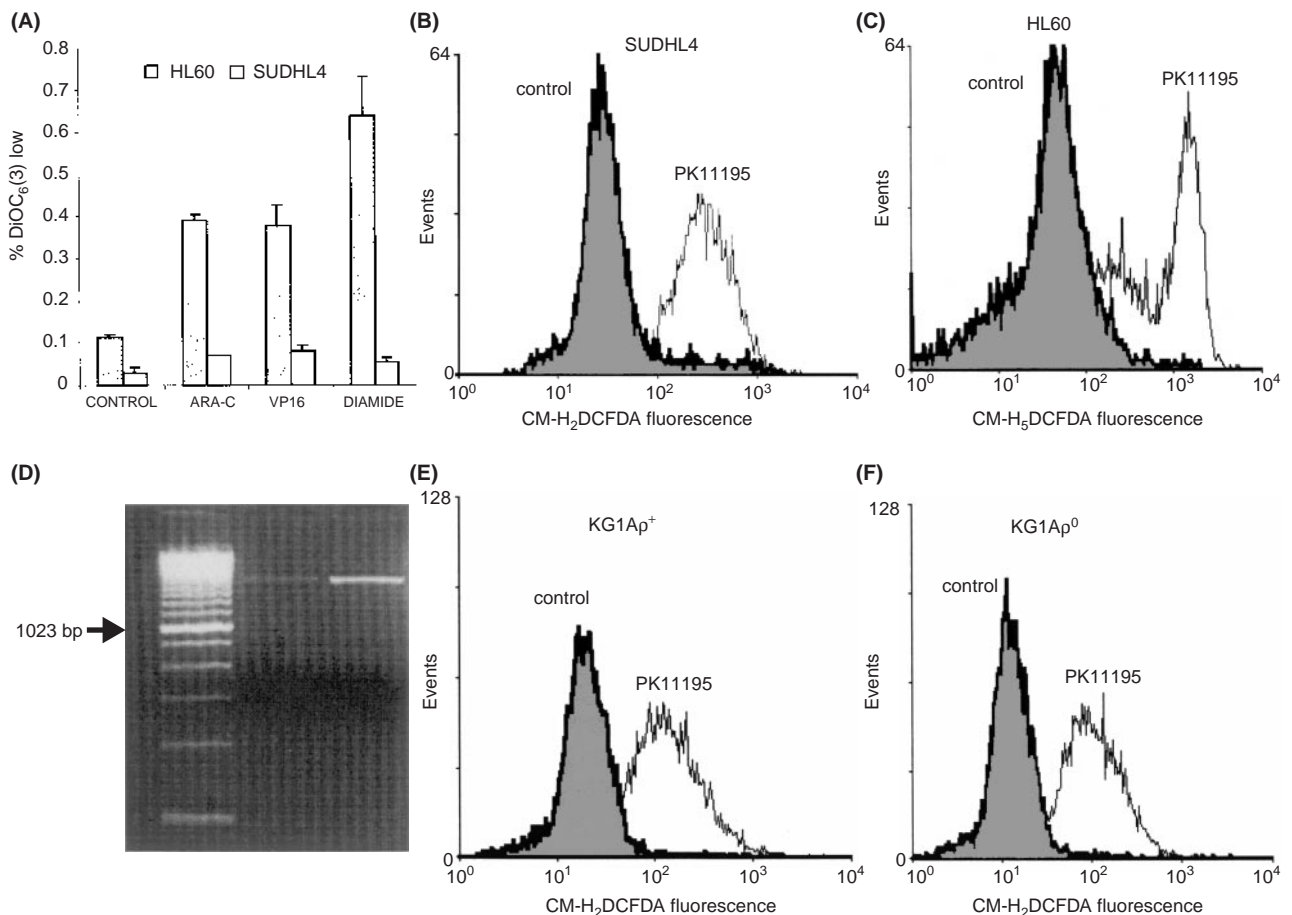 (A)
0.8
0.7
0.6
0.5
0.4
0.3
0.2
0.1
0
% DiOC6(3) low
HL60 SUDHL4
CONTROL ARA-C VP16 DIAMIDE
(B)
SUDHL4
64
0
Events
control
PK11195
10^0 10^1 10^2 10^3 10^4
CM-H2DCFDA fluorescence
(C)
HL60
64
0
Events
control
PK11195
10^0 10^1 10^2 10^3 10^4
CM-H5DCFDA fluorescence
(D)
1023 bp
(E)
128
0
Events
KG1Aρ+
control
PK11195
10^0 10^1 10^2 10^3 10^4
CM-H2DCFDA fluorescence
(F)
128
0
Events
KG1Aρ0
control
PK11195
10^0 10^1 10^2 10^3 10^4
CM-H2DCFDA fluorescence